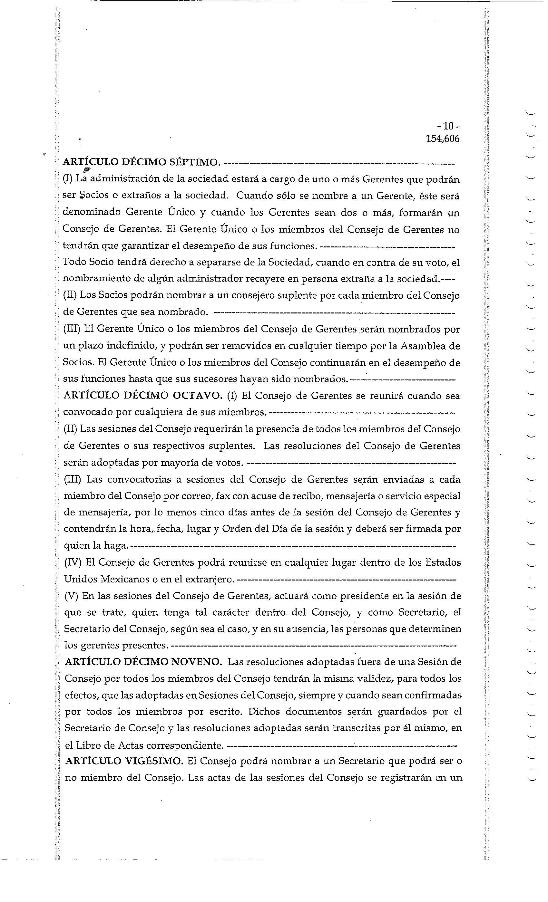 - 10 -
154,606
ARTÍCULO DÉCIMO SÉPTIMO. ----------------------------------------------------------
(I) La administración de la sociedad estará a cargo de uno o más Gerentes que podrán
ser Socios o extraños a la sociedad. Cuando sólo se nombre a un Gerente, éste será
denominado Gerente Único y cuando los Gerentes sean dos o más, formarán un
Consejo de Gerentes. El Gerente Único o los miembros del Consejo de Gerentes no
tendrán que garantizar el desempeño de sus funciones. ----------------------------------
Todo Socio tendrá derecho a separarse de la Sociedad, cuando en contra de su voto, el
nombramiento de algún administrador recayere en persona extraña a la sociedad.----
(II) Los Socios podrán nombrar a un consejero suplente por cada miembro del Consejo
de Gerentes que sea nombrado. ------------------------------------------------------------
(III) El Gerente Único o los miembros del Consejo de Gerentes serán nombrados por
un plazo indefinido, y podrán ser removidos en cualquier tiempo por la Asamblea de
Socios. El Gerente Único o los miembros del Consejo continuarán en el desempeño de
sus funciones hasta que sus sucesores hayan sido nombrados.---------------------------
ARTÍCULO DÉCIMO OCTAVO. (I) El Consejo de Gerentes se reunirá cuando sea
convocado por cualquiera de sus miembros.-----------------------------------------------
(II) Las sesiones del Consejo requerirán la presencia de todos los miembros del Consejo
de Gerentes o sus respectivos suplentes. Las resoluciones del Consejo de Gerentes
serán adoptadas por mayoría de votos. ----------------------------------------------------
(III) Las convocatorias a sesiones del Consejo de Gerentes serán enviadas a cada
miembro del Consejo por correo, fax con acuse de recibo, mensajería o servicio especial
de mensajería, por lo menos cinco días antes de la sesión del Consejo de Gerentes y
contendrán la hora, fecha, lugar y Orden del Día de la sesión y deberá ser firmada por
quien la haga.----------------------------------------------------------------------------------
(IV) El Consejo de Gerentes podrá reunirse en cualquier lugar dentro de los Estados
Unidos Mexicanos o en el extranjero. -------------------------------------------------------
(V) En las sesiones del Consejo de Gerentes, actuará como presidente en la sesión de
que se trate, quien tenga tal carácter dentro del Consejo, y como Secretario, el
Secretario del Consejo, según sea el caso, y en su ausencia, las personas que determinen
los gerentes presentes. ------------------------------------------------------------------------
ARTÍCULO DÉCIMO NOVENO. Las resoluciones adoptadas fuera de una Sesión de
Consejo por todos los miembros del Consejo tendrán la misma validez, para todos los
efectos, que las adoptadas en Sesiones del Consejo, siempre y cuando sean confirmadas
por todos los miembros por escrito. Dichos documentos serán guardados por el
Secretario de Consejo y las resoluciones adoptadas serán transcritas por él mismo, en
el Libro de Actas correspondiente. ----------------------------------------------------------
ARTÍCULO VIGÉSIMO. El Consejo podrá nombrar a un Secretario que podrá ser o
no miembro del Consejo. Las actas de las sesiones del Consejo se registrarán en un